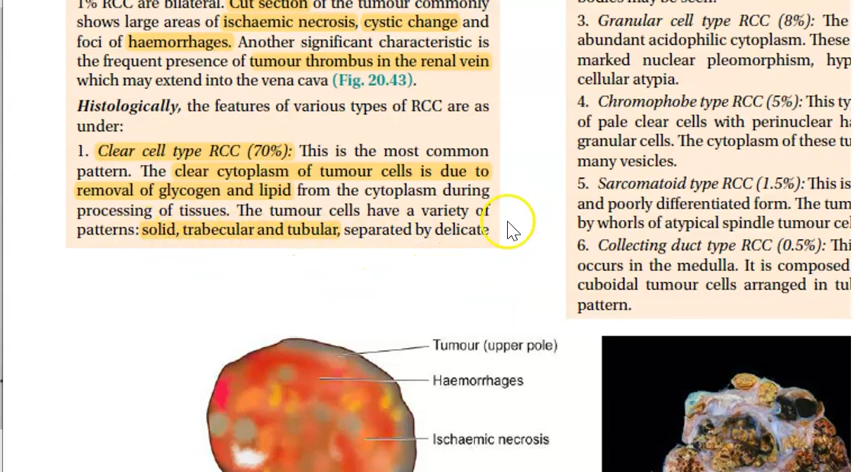 1% RCC are bilateral. Cut section of the tumour commonly
shows large areas of ischaemic necrosis, cystic change and
foci of haemorrhages. Another significant characteristic is
the frequent presence of tumour thrombus in the renal vein
which may extend into the vena cava (Fig. 20.43).
Histologically, the features of various types of RCC are as
under:
1. Clear cell type RCC (70%): This is the most common
pattern. The clear cytoplasm of tumour cells is due to
removal of glycogen and lipid from the cytoplasm during
processing of tissues. The tumour cells have a variety of
patterns: solid, trabecular and tubular, separated by delicate
bodies may be seen.
3. Granular cell type RCC (8%): The
abundant acidophilic cytoplasm. These
marked nuclear pleomorphism, hyp
cellular atypia.
4. Chromophobe type RCC (5%): This ty
of pale clear cells with perinuclear ha
granular cells. The cytoplasm of these tu
many vesicles.
5. Sarcomatoid type RCC (1.5%): This is
and poorly differentiated form. The tum
by whorls of atypical spindle tumour cel
6. Collecting duct type RCC (0.5%): Thi
occurs in the medulla. It is composed
cuboidal tumour cells arranged in tu
pattern.
Tumour (upper pole)
Haemorrhages
Ischaemic necrosis